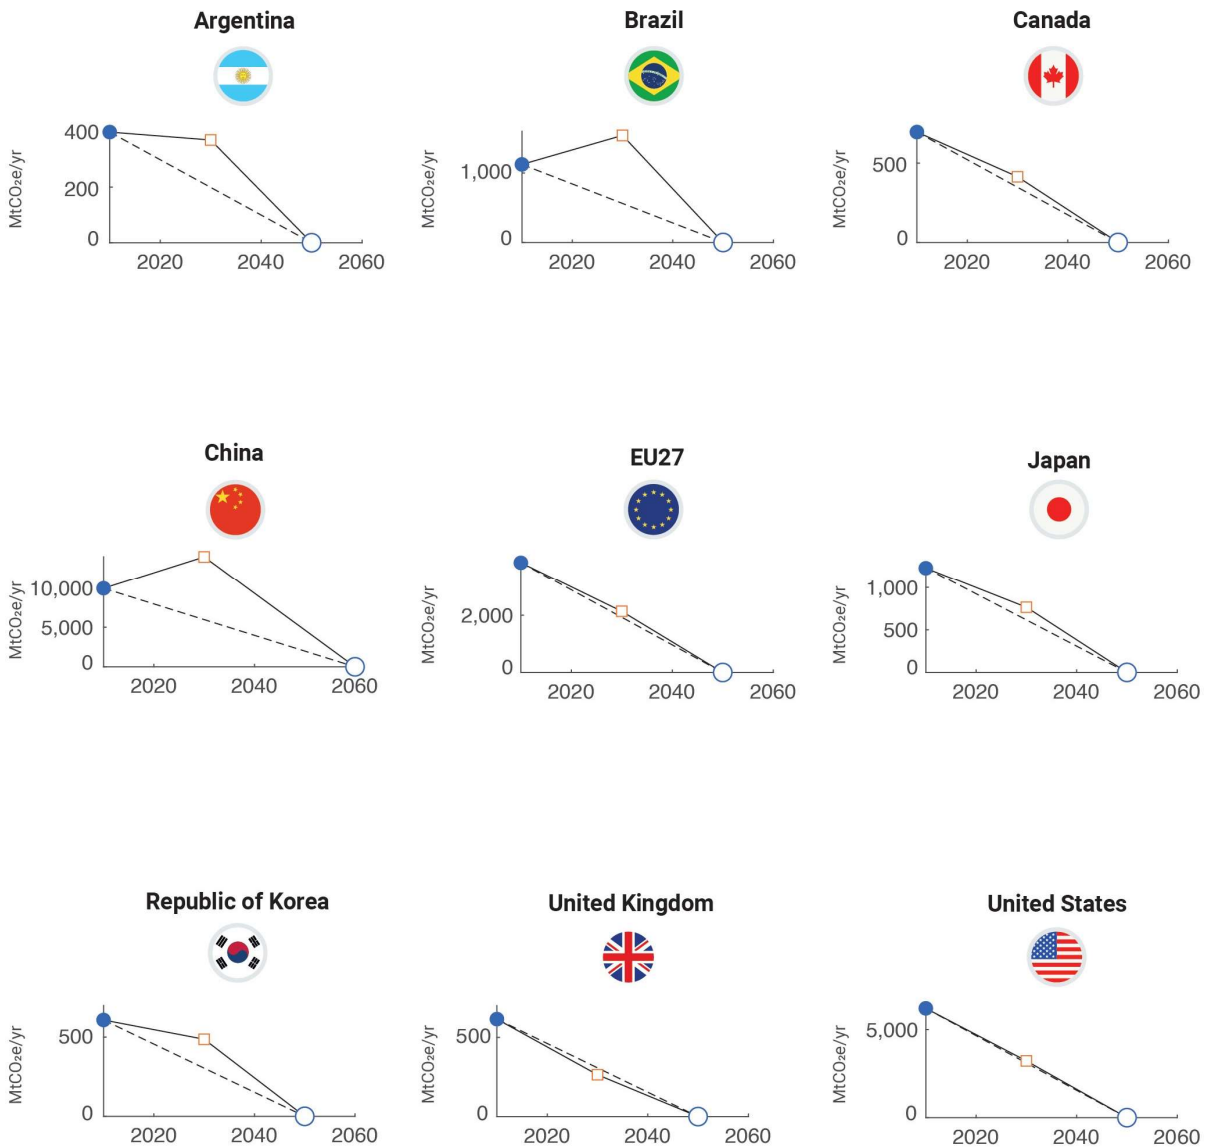 Argentina
Brazil
Canada
MtCO₂e/yr
400
200
0
2020 2040 2060
MtCO₂e/yr
1,000
0
2020 2040 2060
MtCO₂e/yr
500
0
2020 2040 2060
China
EU27
Japan
MtCO₂e/yr
10,000
5,000
0
2020 2040 2060
MtCO₂e/yr
2,000
0
2020 2040 2060
MtCO₂e/yr
1,000
500
0
2020 2040 2060
Republic of Korea
United Kingdom
United States
MtCO₂e/yr
500
0
2020 2040 2060
MtCO₂e/yr
500
0
2020 2040 2060
MtCO₂e/yr
5,000
0
2020 2040 2060